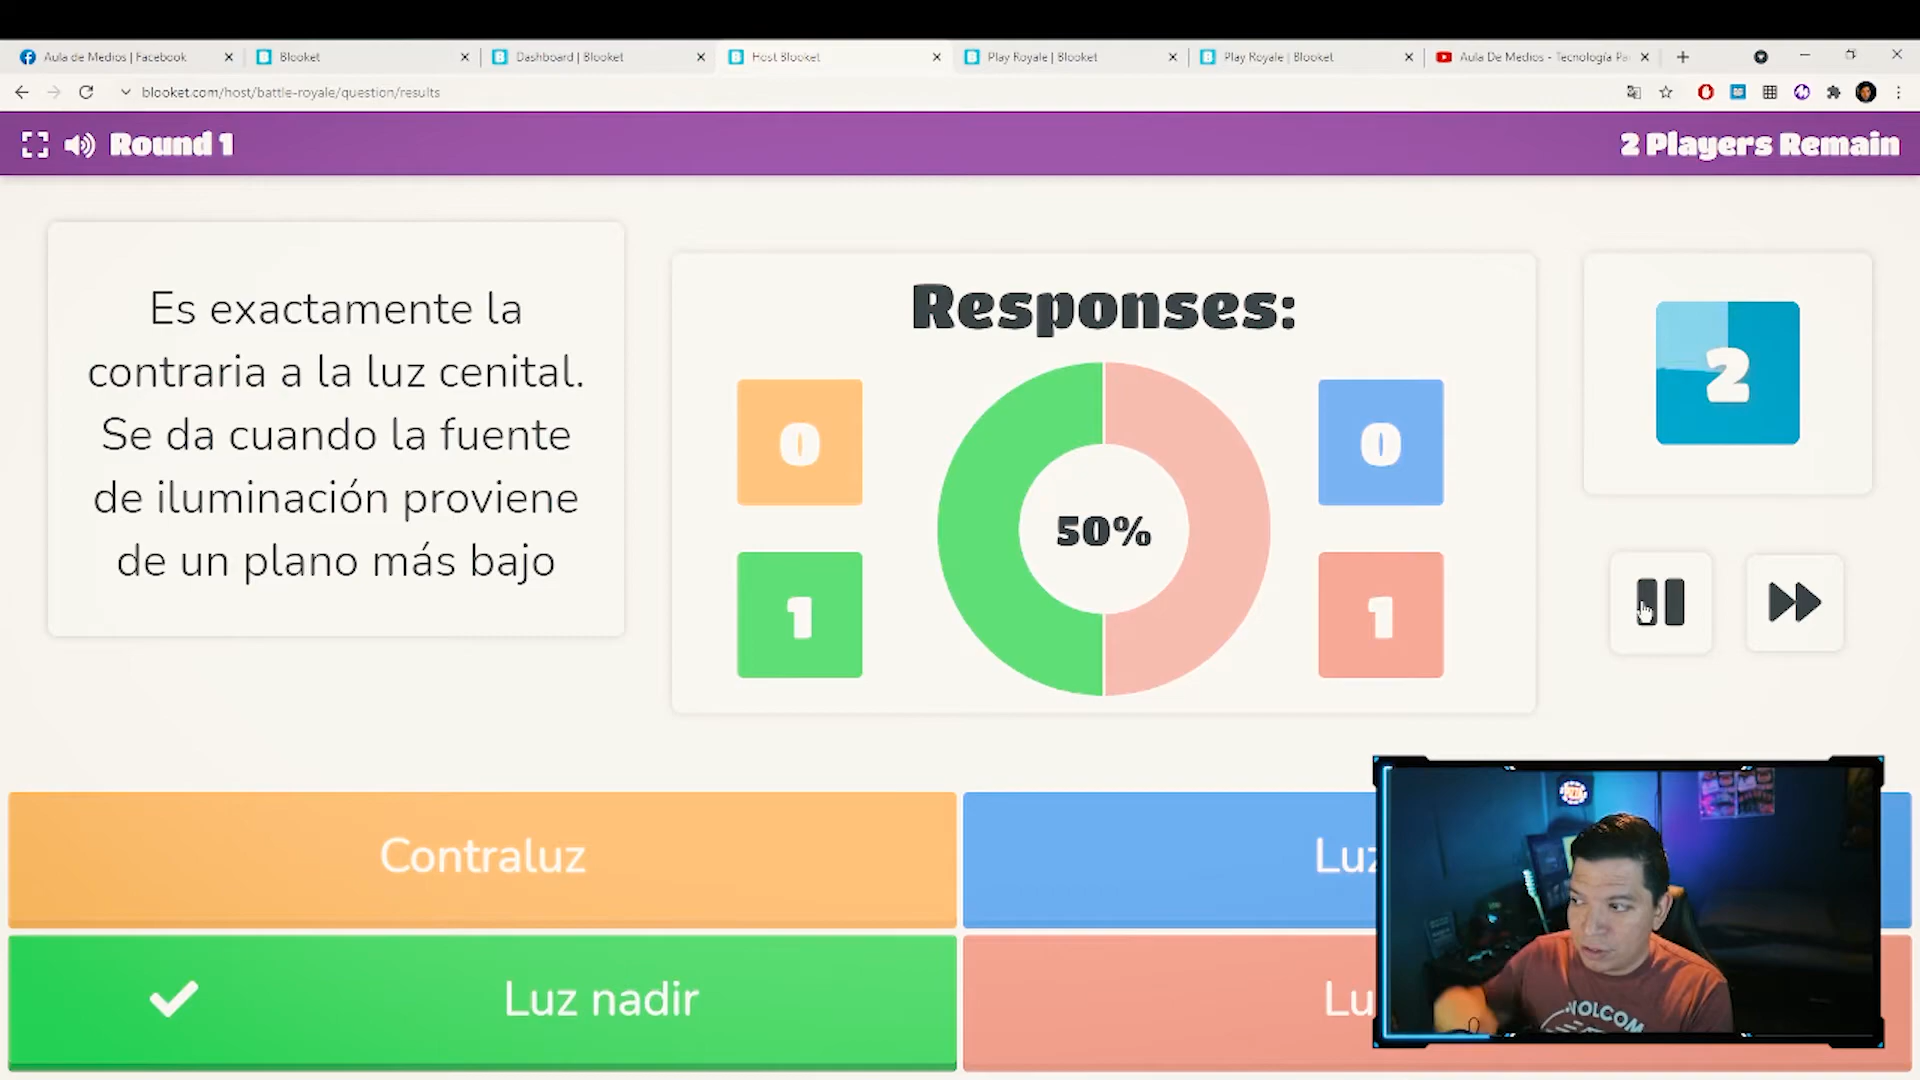 Aula de Medios | Facebook
Blooket
Dashboard | Blooket
Host Blooket
Play Royale | Blooket
Play Royale | Blooket
Aula De Medios - Tecnología Pa
blooket.com/host/battle-royale/question/results
Round 1
2 Players Remain
Es exactamente la
contraria a la luz cenital.
Se da cuando la fuente
de iluminación proviene
de un plano más bajo
Responses:
0
0
50%
1
1
2
Contraluz
Luz
Luz nadir
Lu
VOLCOM